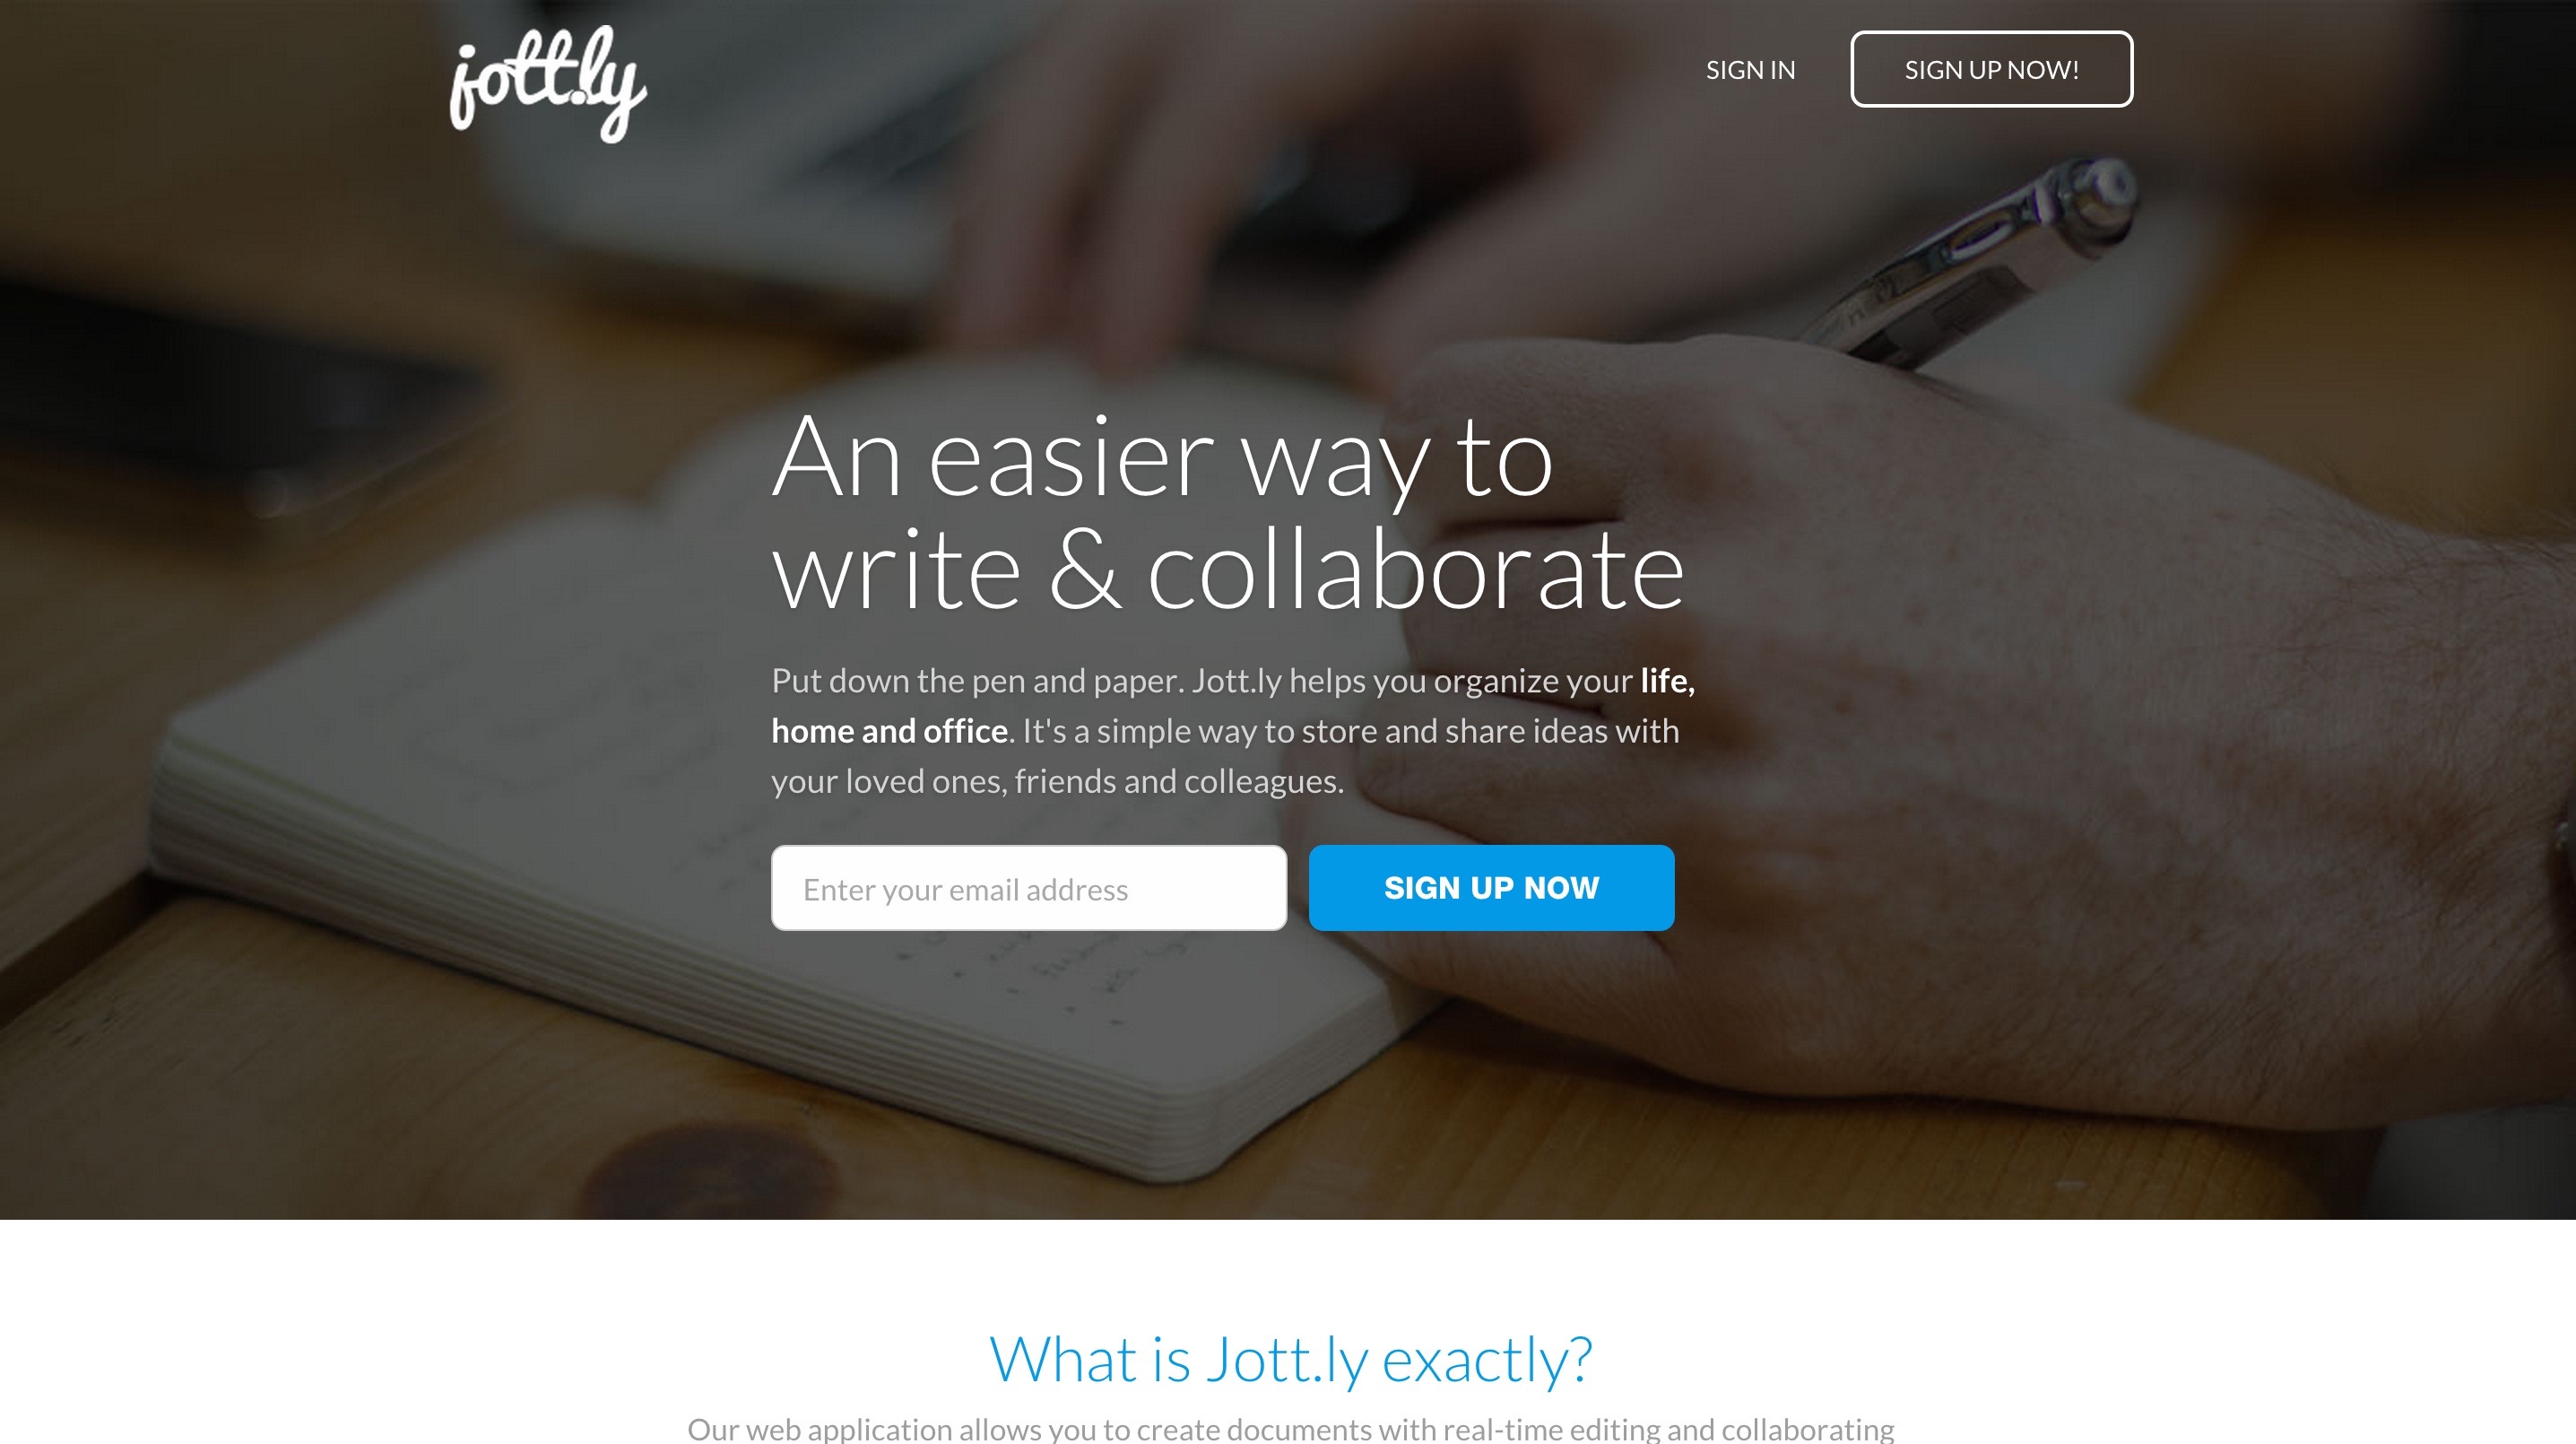 jott.ly
SIGN IN
SIGN UP NOW!
An easier way to
write & collaborate
Put down the pen and paper. Jott.ly helps you organize your life,
home and office. It's a simple way to store and share ideas with
your loved ones, friends and colleagues.
Enter your email address
SIGN UP NOW
What is Jott.ly exactly?
Our web application allows you to create documents with real-time editing and collaborating